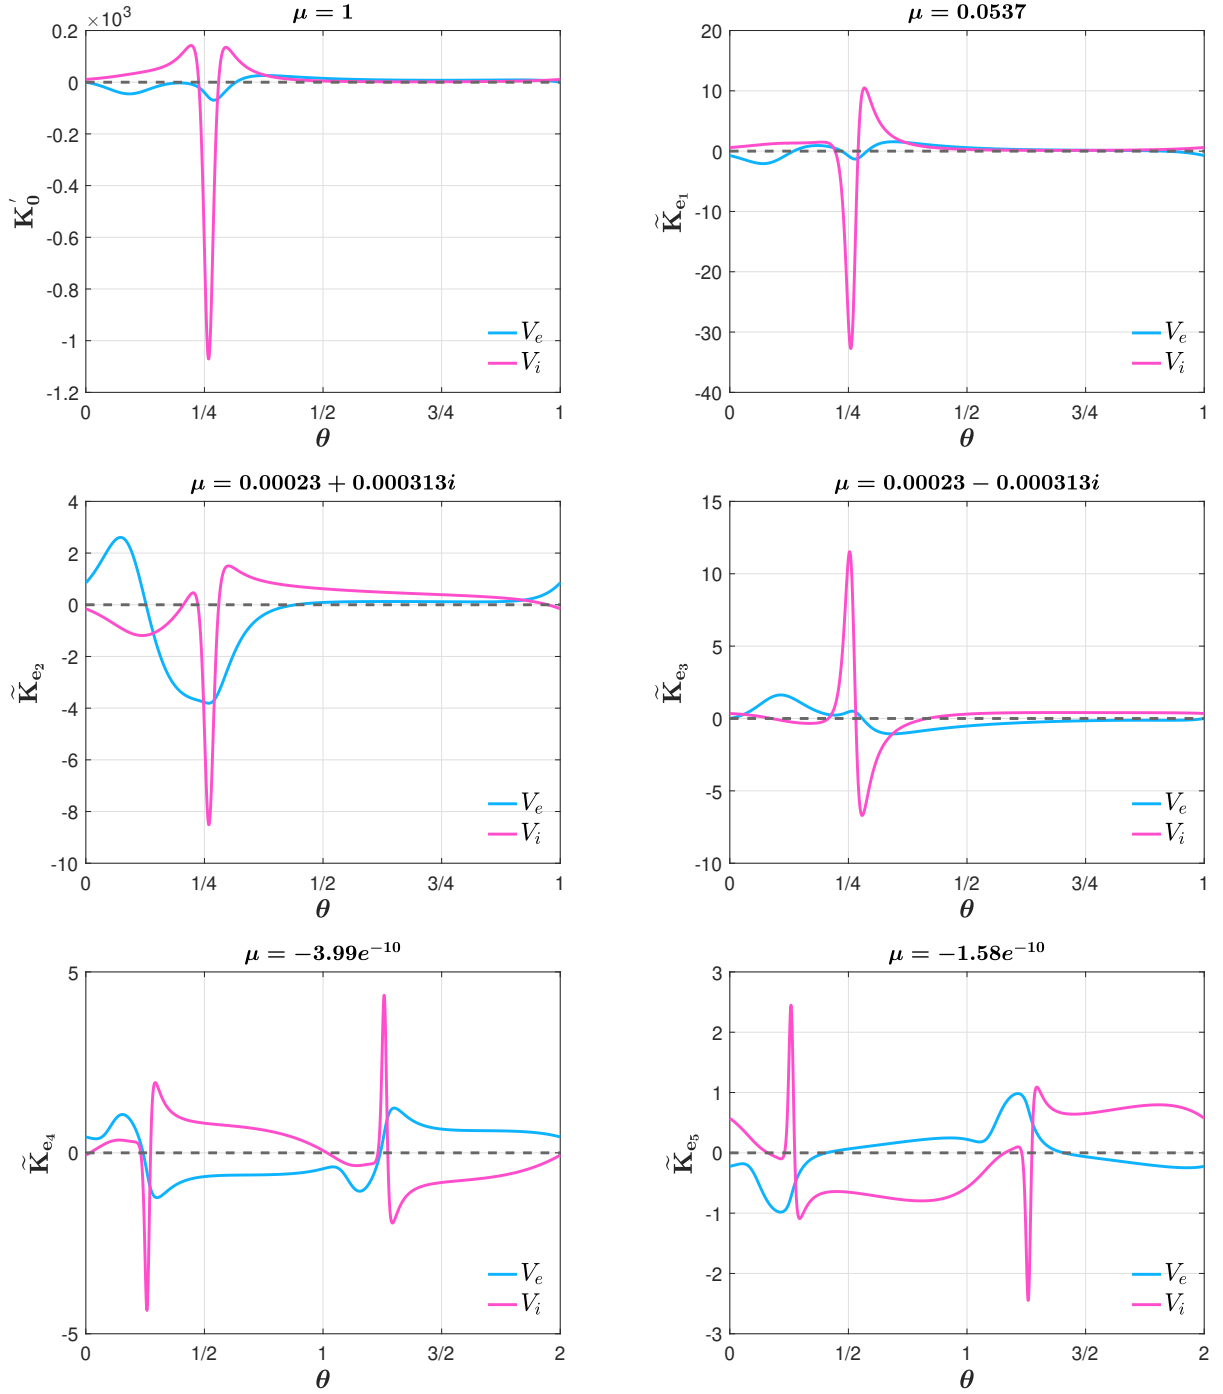 μ = 1
×10³
0.2
0
-0.2
-0.4
-0.6
-0.8
-1
-1.2
K₀′
0 1/4 1/2 3/4 1
θ
V_e
V_i
μ = 0.0537
20
10
0
-10
-20
-30
-40
K̃_e₁
0 1/4 1/2 3/4 1
θ
V_e
V_i
μ = 0.00023 + 0.000313i
4
2
0
-2
-4
-6
-8
-10
K̃_e₂
0 1/4 1/2 3/4 1
θ
V_e
V_i
μ = 0.00023 − 0.000313i
15
10
5
0
-5
-10
K̃_e₃
0 1/4 1/2 3/4 1
θ
V_e
V_i
μ = −3.99e⁻¹⁰
5
0
-5
K̃_e₄
0 1/2 1 3/2 2
θ
V_e
V_i
μ = −1.58e⁻¹⁰
3
2
1
0
-1
-2
-3
K̃_e₅
0 1/2 1 3/2 2
θ
V_e
V_i